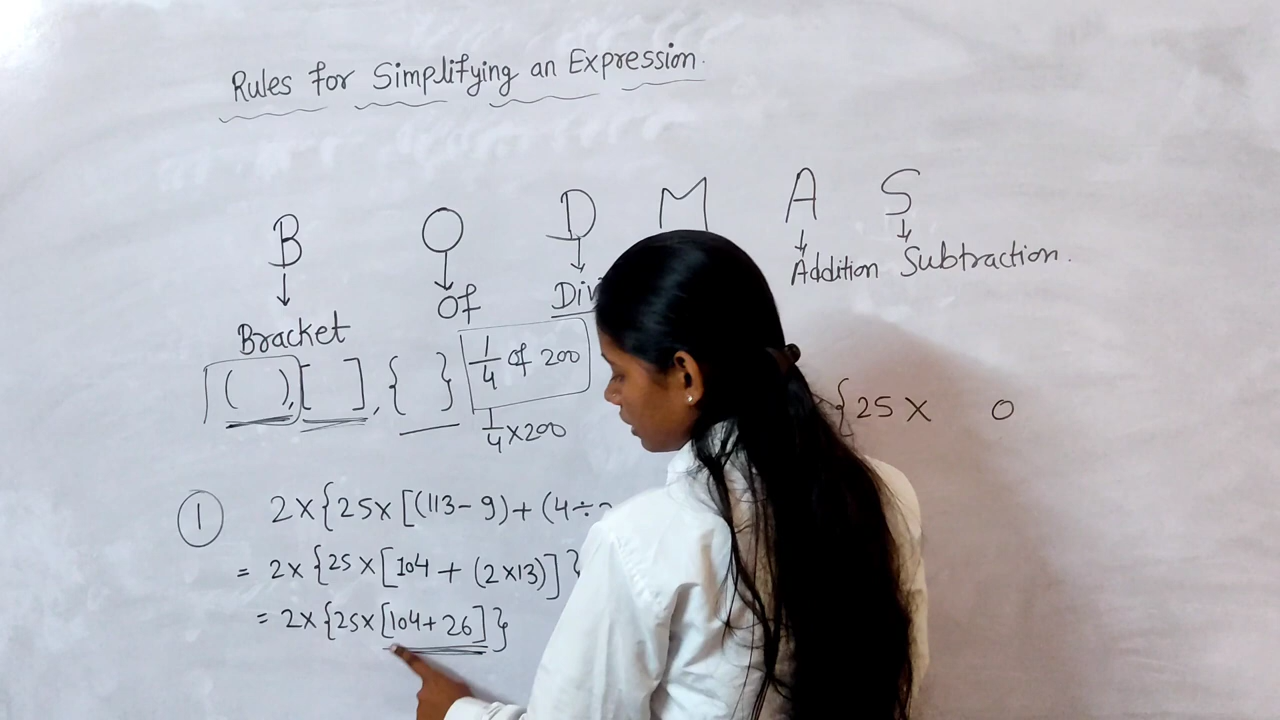 Rules for Simplifying an Expression.
B O D M A S
Of Div Addition Subtraction.
Bracket
( ), [ ], { } 1/4 of 200
1/4 × 200
{25 × 0
① 2×{25×[(113-9)+(4÷
= 2×{25×[104+(2×13)]}
= 2×{25×[104+26]}